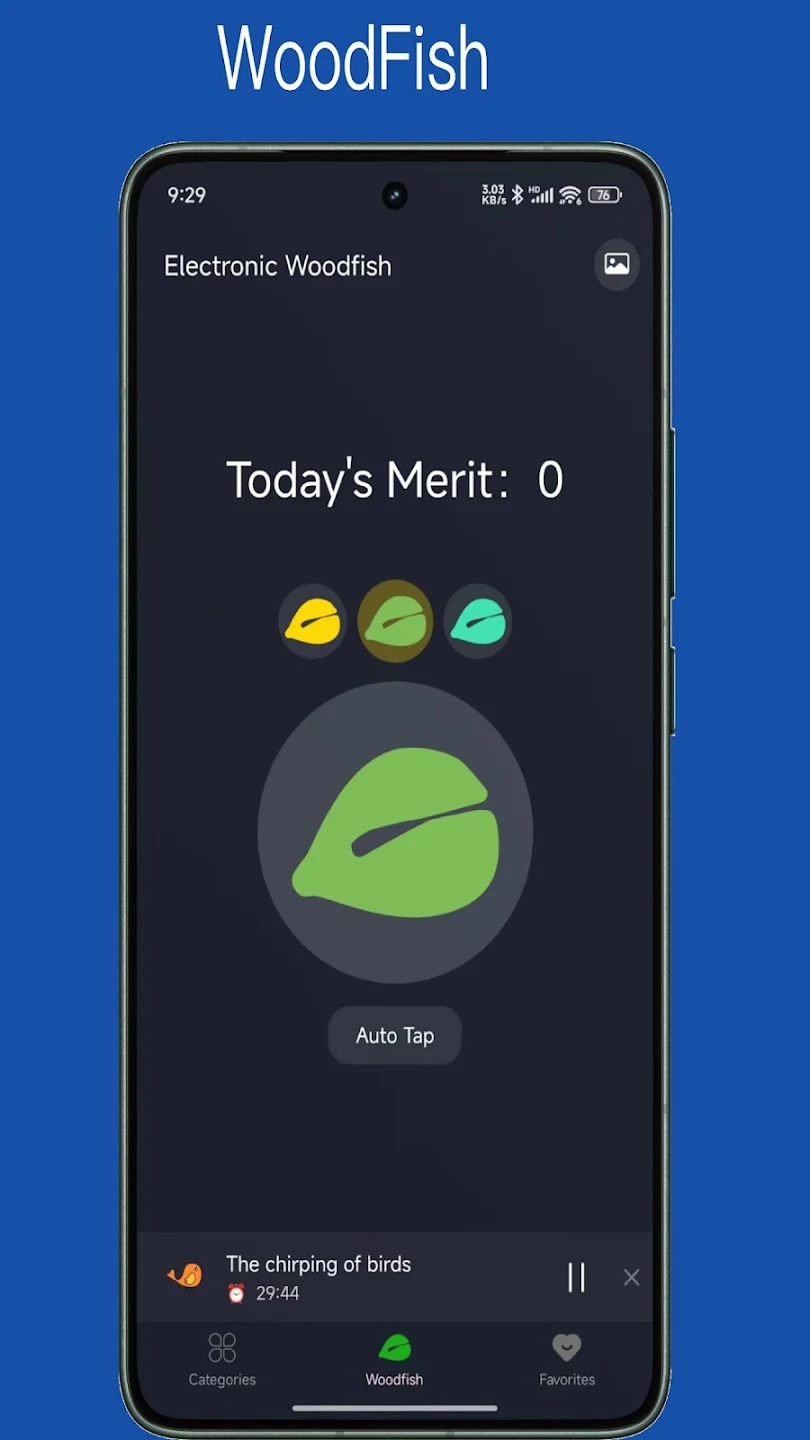 WoodFish
9:29
3.03
KB/s
HD
6
76
Electronic Woodfish
Today's Merit: 0
Auto Tap
The chirping of birds
29:44
Categories
Woodfish
Favorites